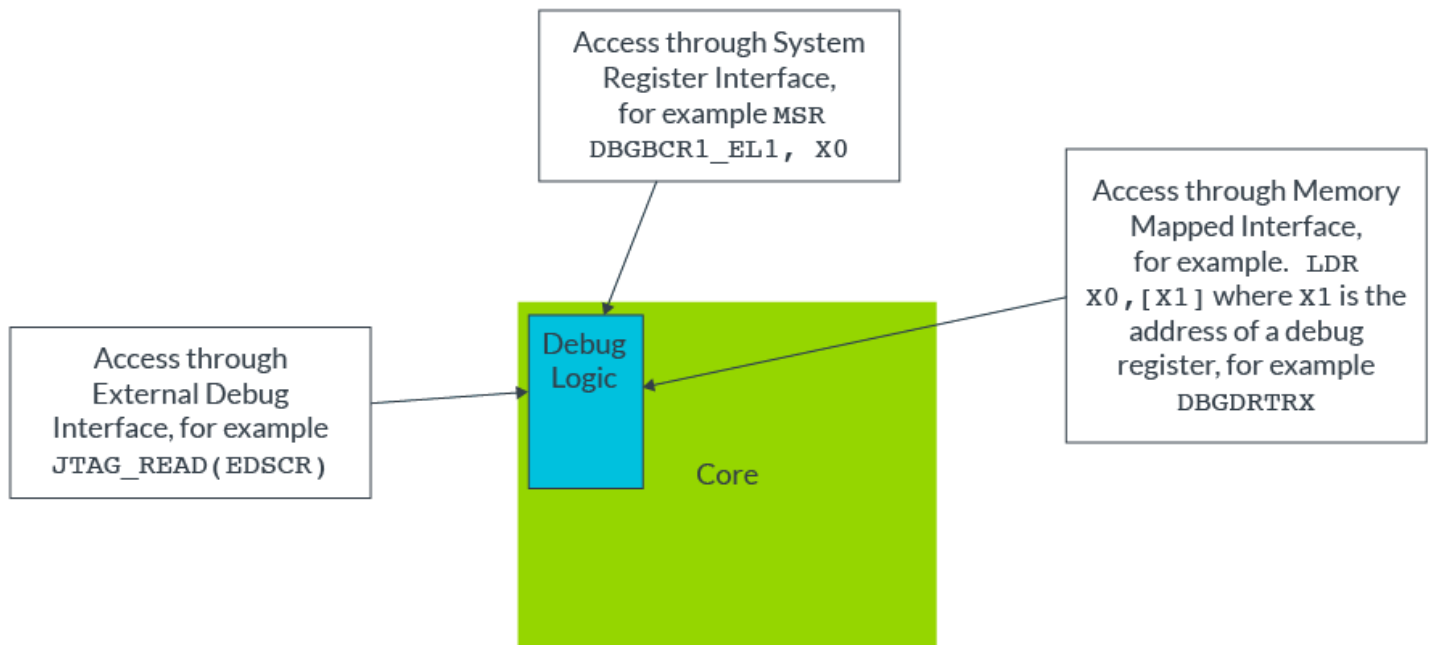 Access through System
Register Interface,
for example MSR
DBGBCR1_EL1, X0
Access through Memory
Mapped Interface,
for example. LDR
X0,[X1] where X1 is the
address of a debug
register, for example
DBGDRTRX
Access through
External Debug
Interface, for example
JTAG_READ(EDSCR)
Debug
Logic
Core